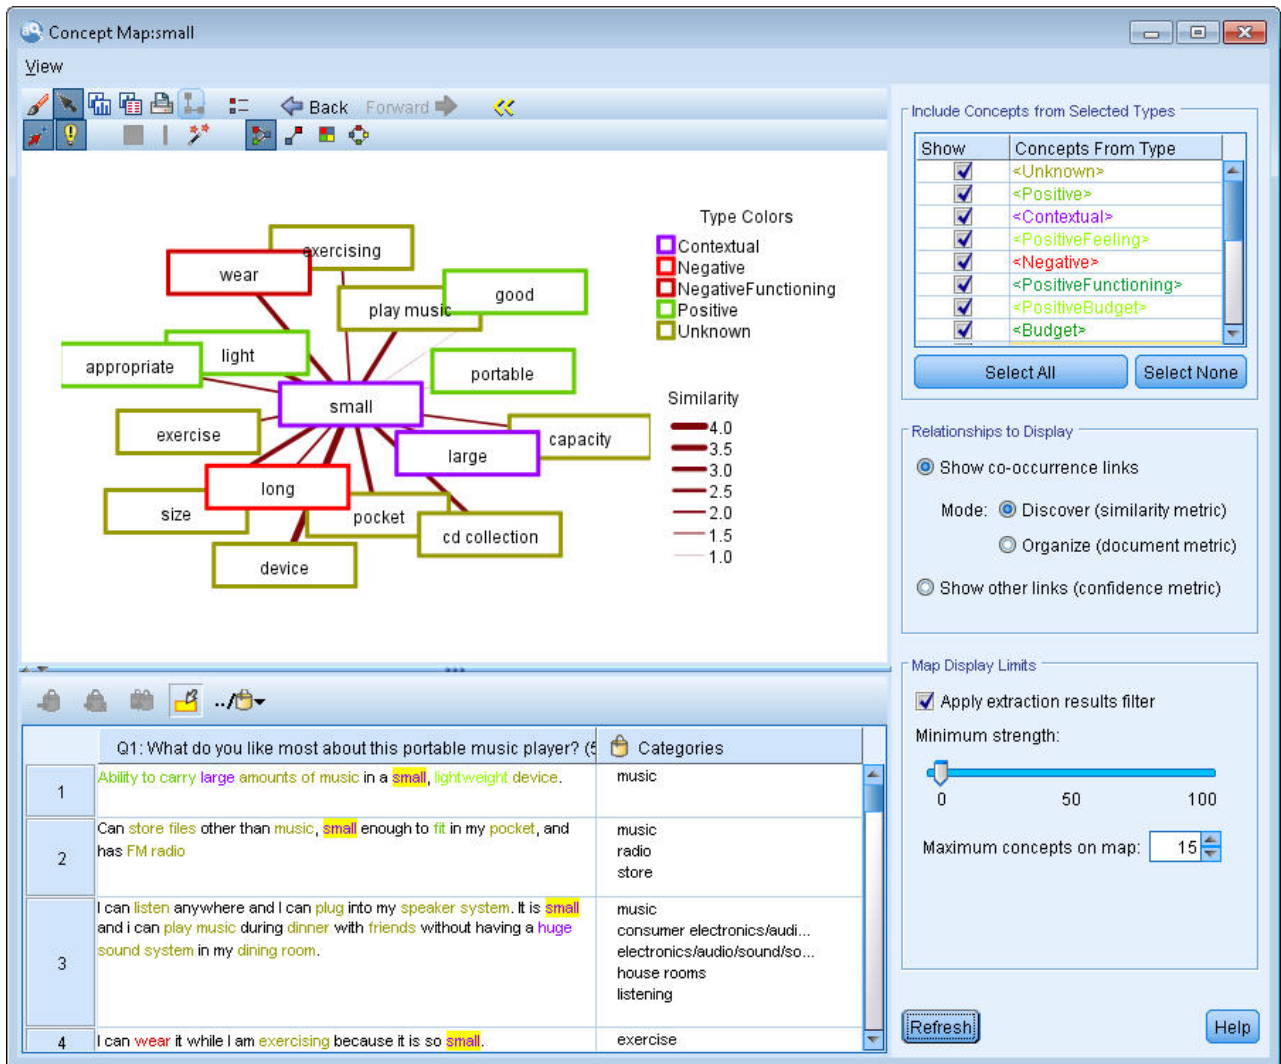 Concept Map:small
View
Back Forward
exercising
wear
good
play music
light
appropriate
portable
small
exercise
capacity
large
long
size
pocket
cd collection
device
Type Colors
Contextual
Negative
NegativeFunctioning
Positive
Unknown
Similarity
4.0
3.5
3.0
2.5
2.0
1.5
1.0
Include Concepts from Selected Types
Show Concepts From Type
<Unknown>
<Positive>
<Contextual>
<PositiveFeeling>
<Negative>
<PositiveFunctioning>
<PositiveBudget>
<Budget>
Select All Select None
Relationships to Display
Show co-occurrence links
Mode: Discover (similarity metric)
Organize (document metric)
Show other links (confidence metric)
Map Display Limits
Apply extraction results filter
Minimum strength:
0 50 100
Maximum concepts on map: 15
Refresh Help
../
Q1: What do you like most about this portable music player? (5 Categories
1 Ability to carry large amounts of music in a small, lightweight device. music
2 Can store files other than music, small enough to fit in my pocket, and
has FM radio
music
radio
store
3 I can listen anywhere and I can plug into my speaker system. It is small
and i can play music during dinner with friends without having a huge
sound system in my dining room.
music
consumer electronics/audi...
electronics/audio/sound/so...
house rooms
listening
4 I can wear it while I am exercising because it is so small. exercise